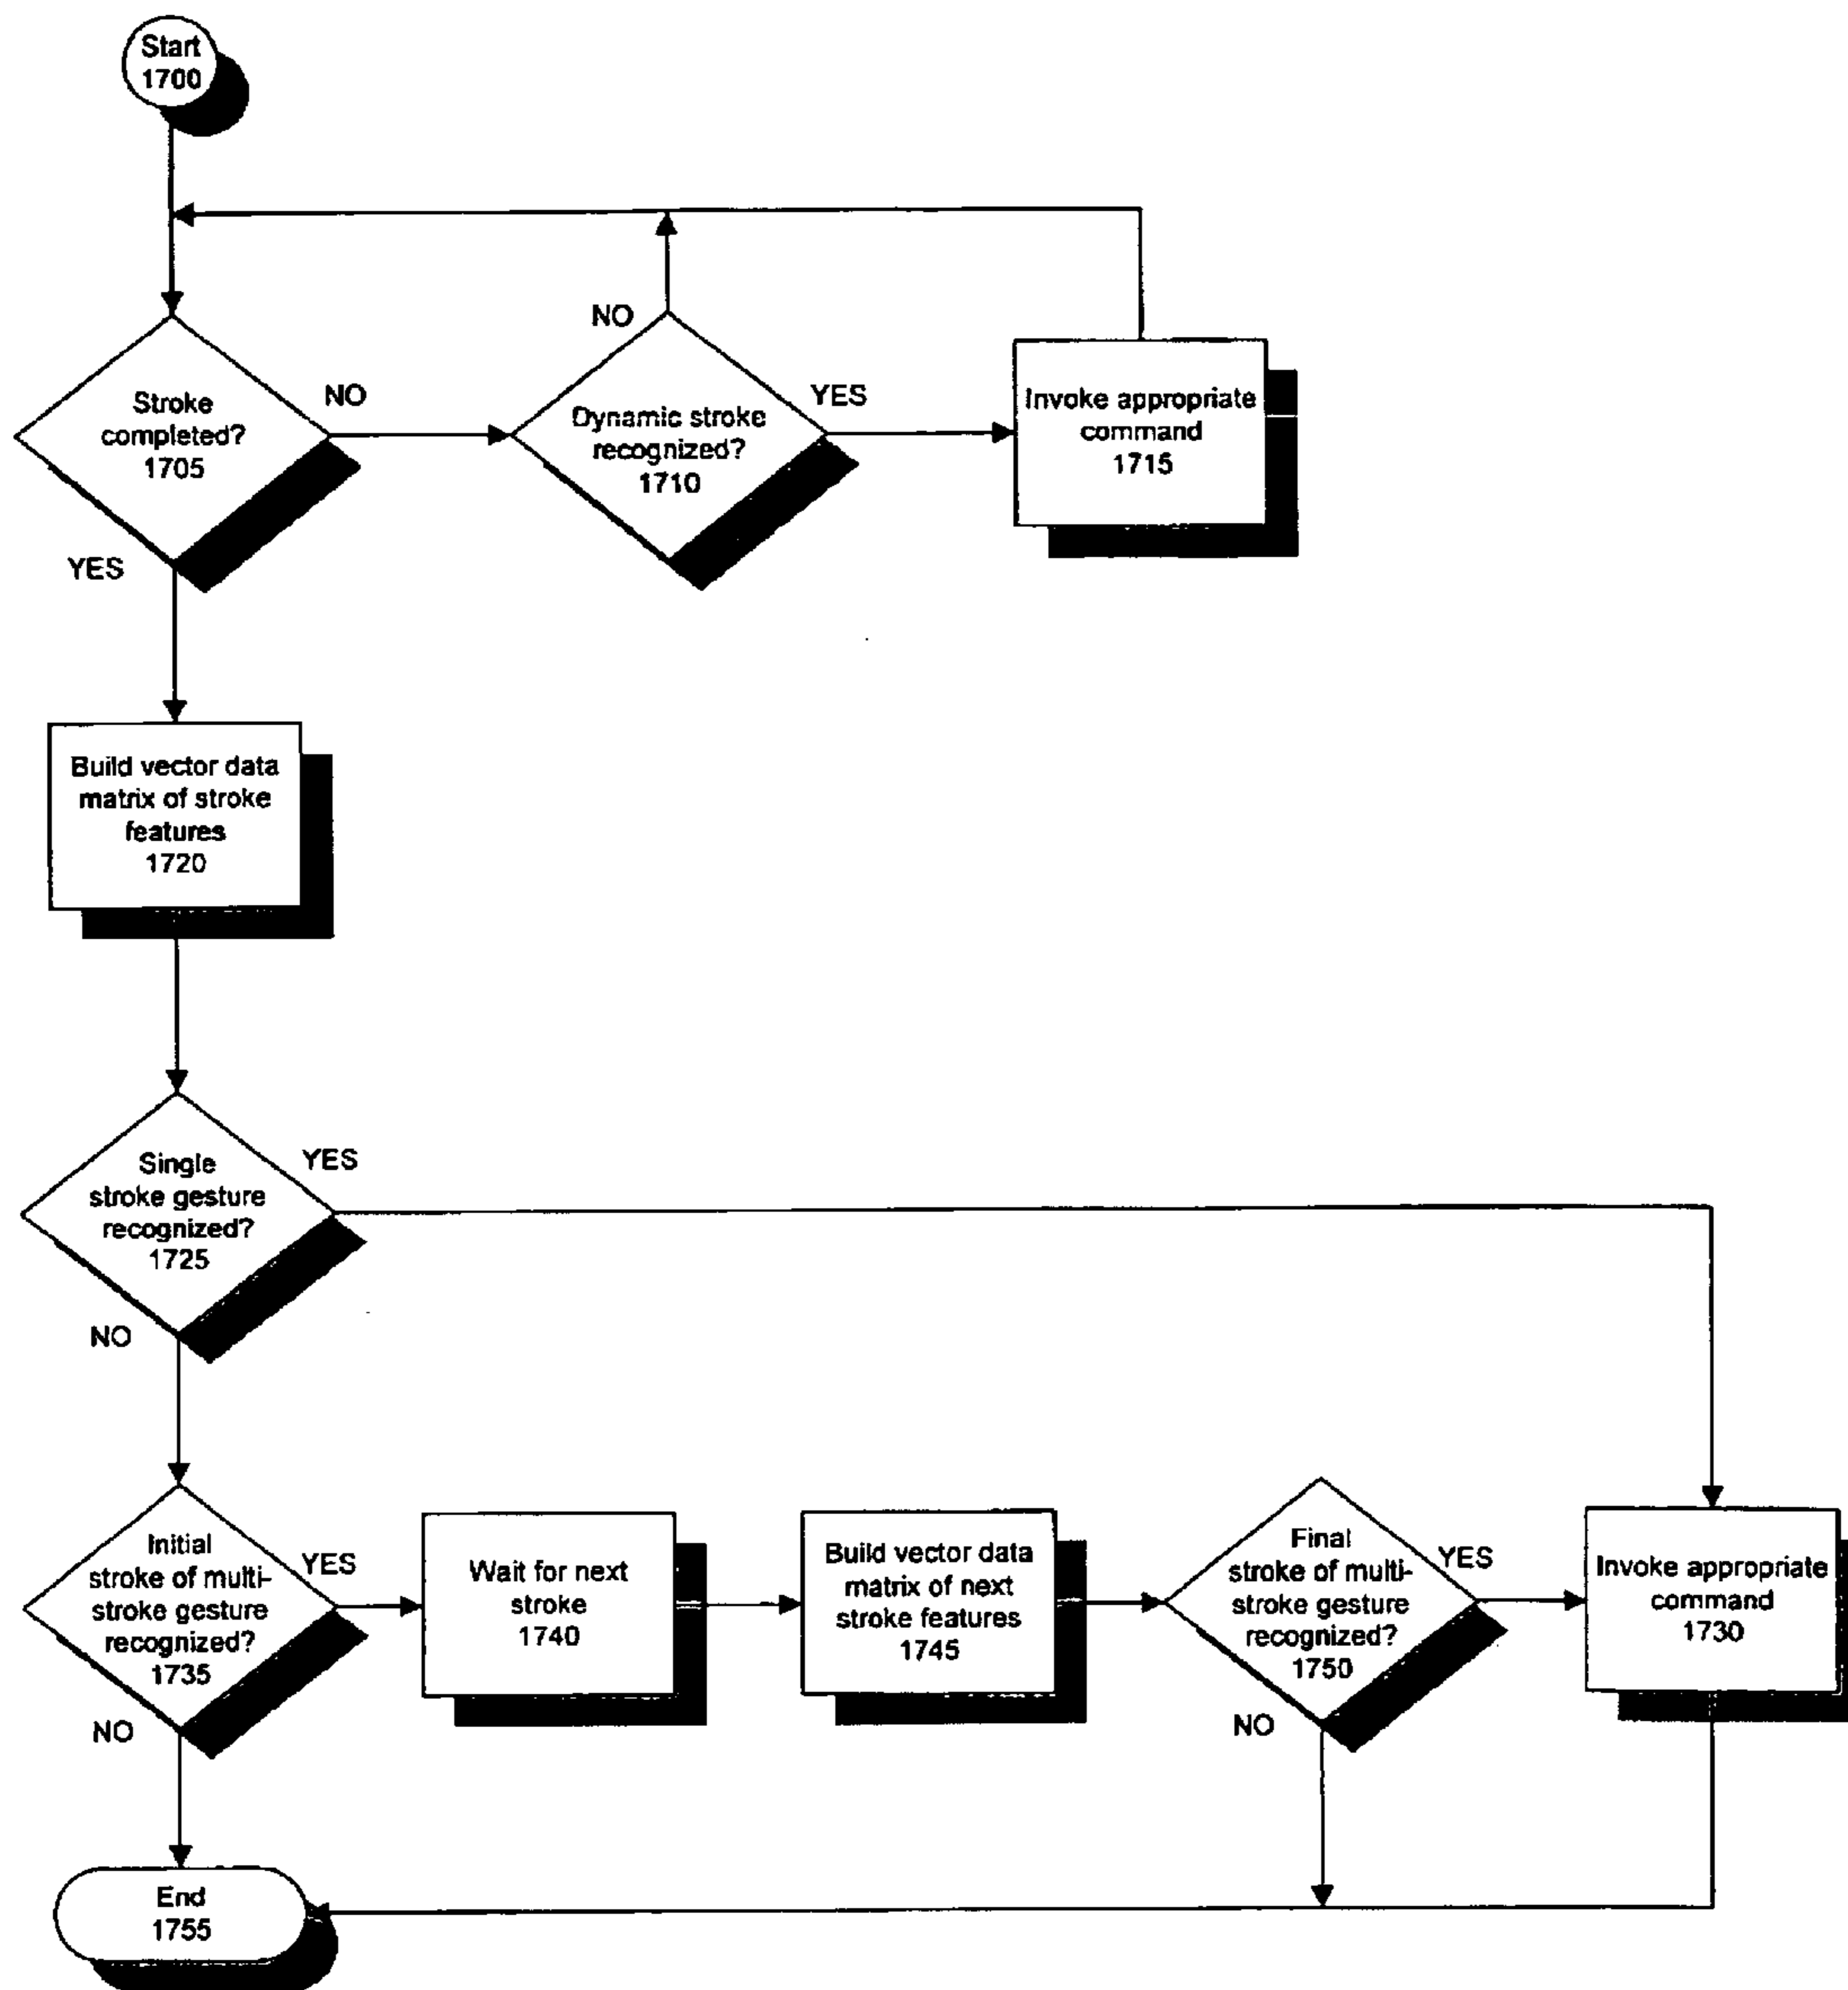 Start
1700
NO
Stroke
completed?
1705
NO
Dynamic stroke
recognized?
1710
YES
Invoke appropriate
command
1715
YES
Build vector data
matrix of stroke
features
1720
Single
stroke gesture
recognized?
1725
YES
NO
Initial
stroke of multi-
stroke gesture
recognized?
1735
YES
Wait for next
stroke
1740
Build vector data
matrix of next
stroke features
1745
Final
stroke of multi-
stroke gesture
recognized?
1750
YES
Invoke appropriate
command
1730
NO
NO
End
1755